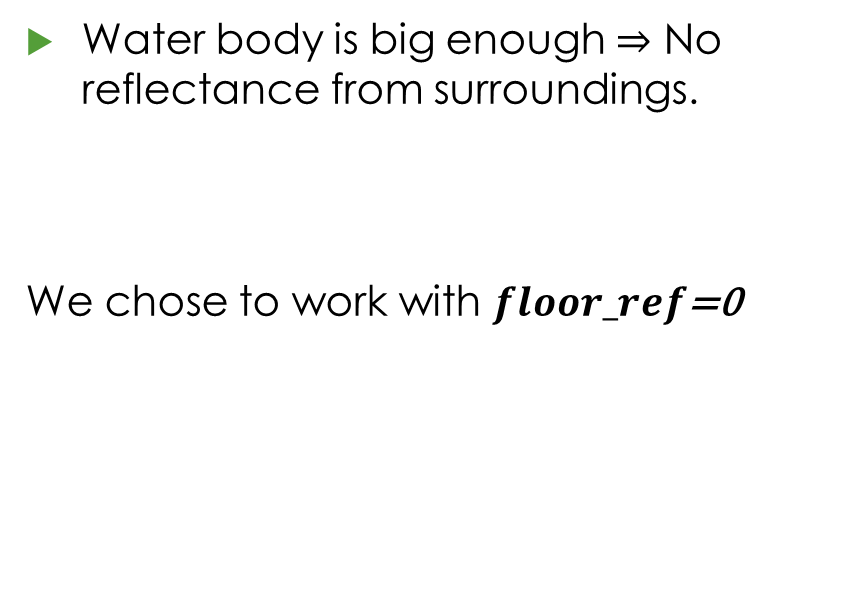 Water body is big enough ⇒ No
reflectance from surroundings.
We chose to work with floor_ref=0